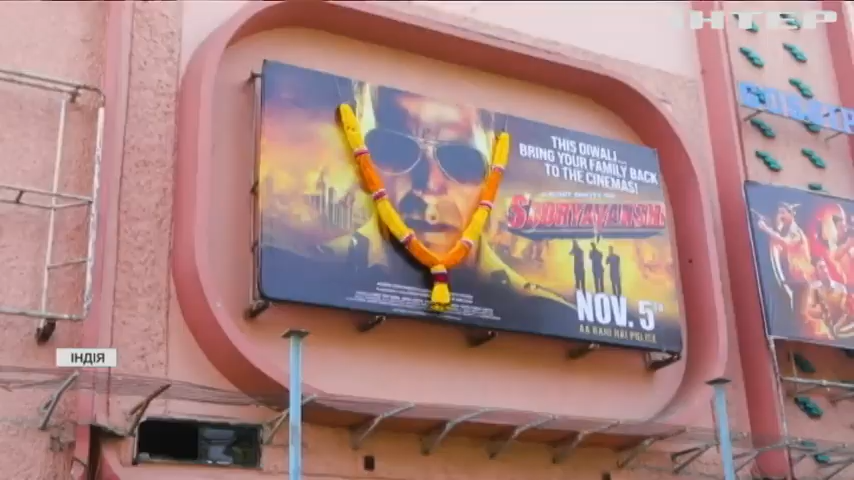 ІНТЕР
THIS DIWALI...
BRING YOUR FAMILY BACK
TO THE CINEMAS!
SOORYAVANSHI
NOV. 5TH
AA RAHI HAI POLICE
ІНДІЯ